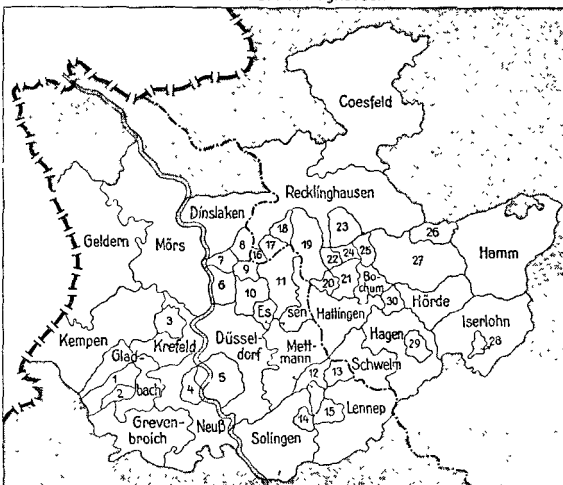 Coesfeld
Recklinghausen
Dinslaken
Geldern
Mörs
Hamm
Kempen
Krefeld
Glad-
bach
Düssel-
dorf
Es
sen
Mett-
mann
Hattingen
Bo-
chum
Hörde
Iserlohn
Hagen
Schwelm
Lennep
Solingen
Neuß
Greven-
broich
1
2
3
4
5
6
7
8
9
10
11
12
13
14
15
16
17
18
19
20
21
22
23
24
25
26
27
28
29
30